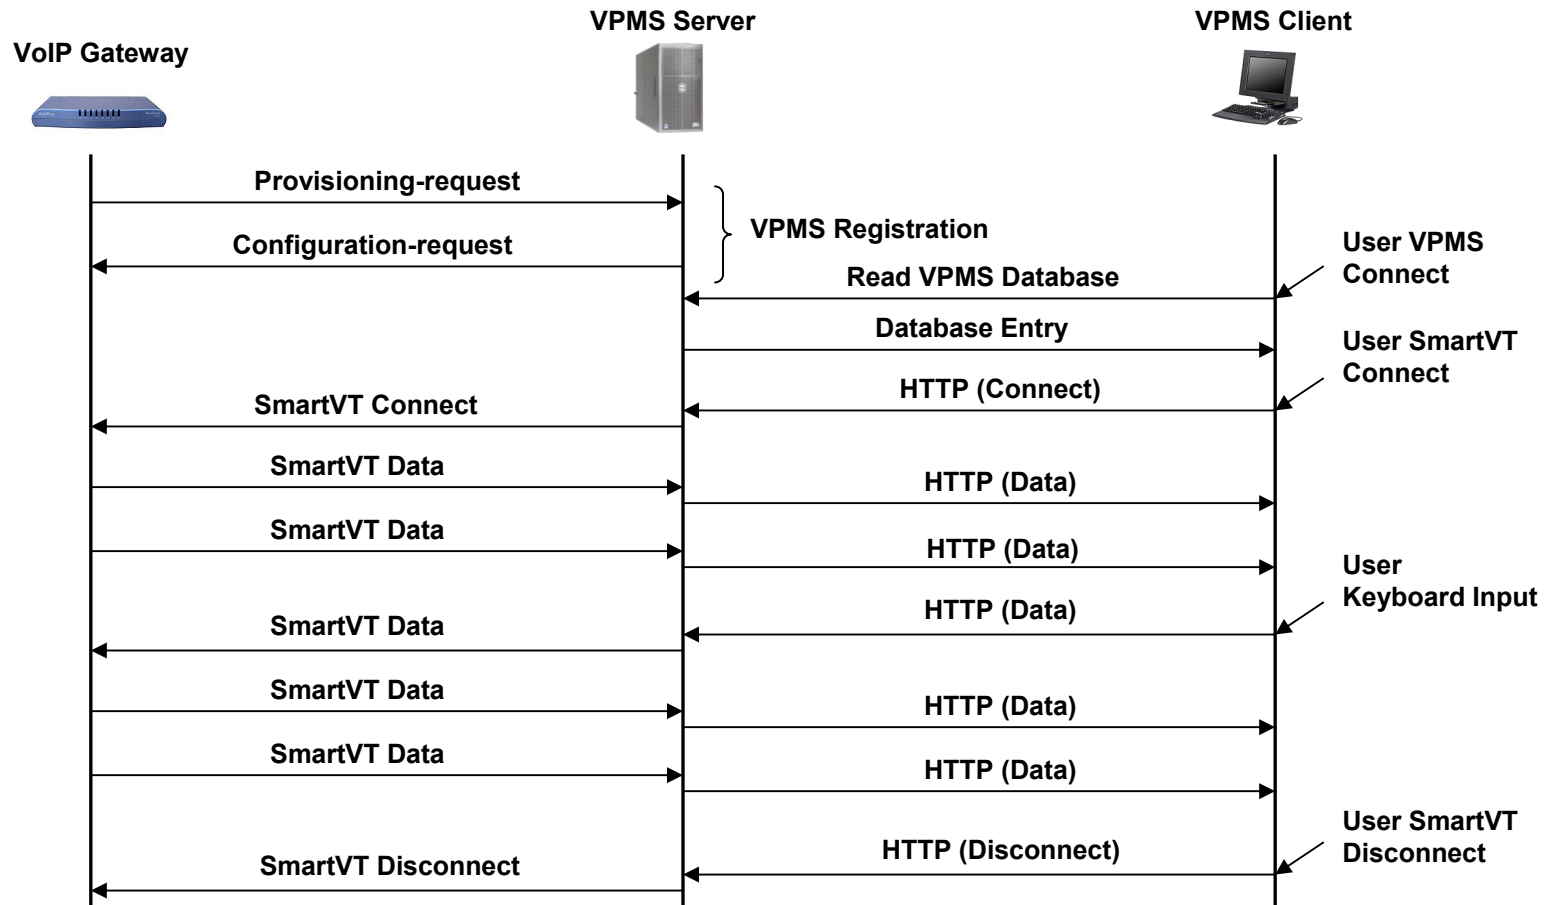 VPMS Server
VPMS Client
VoIP Gateway
Provisioning-request
VPMS Registration
Configuration-request
User VPMS
Connect
Read VPMS Database
Database Entry
User SmartVT
Connect
HTTP (Connect)
SmartVT Connect
SmartVT Data
HTTP (Data)
SmartVT Data
HTTP (Data)
User
Keyboard Input
HTTP (Data)
SmartVT Data
SmartVT Data
HTTP (Data)
SmartVT Data
HTTP (Data)
User SmartVT
Disconnect
HTTP (Disconnect)
SmartVT Disconnect